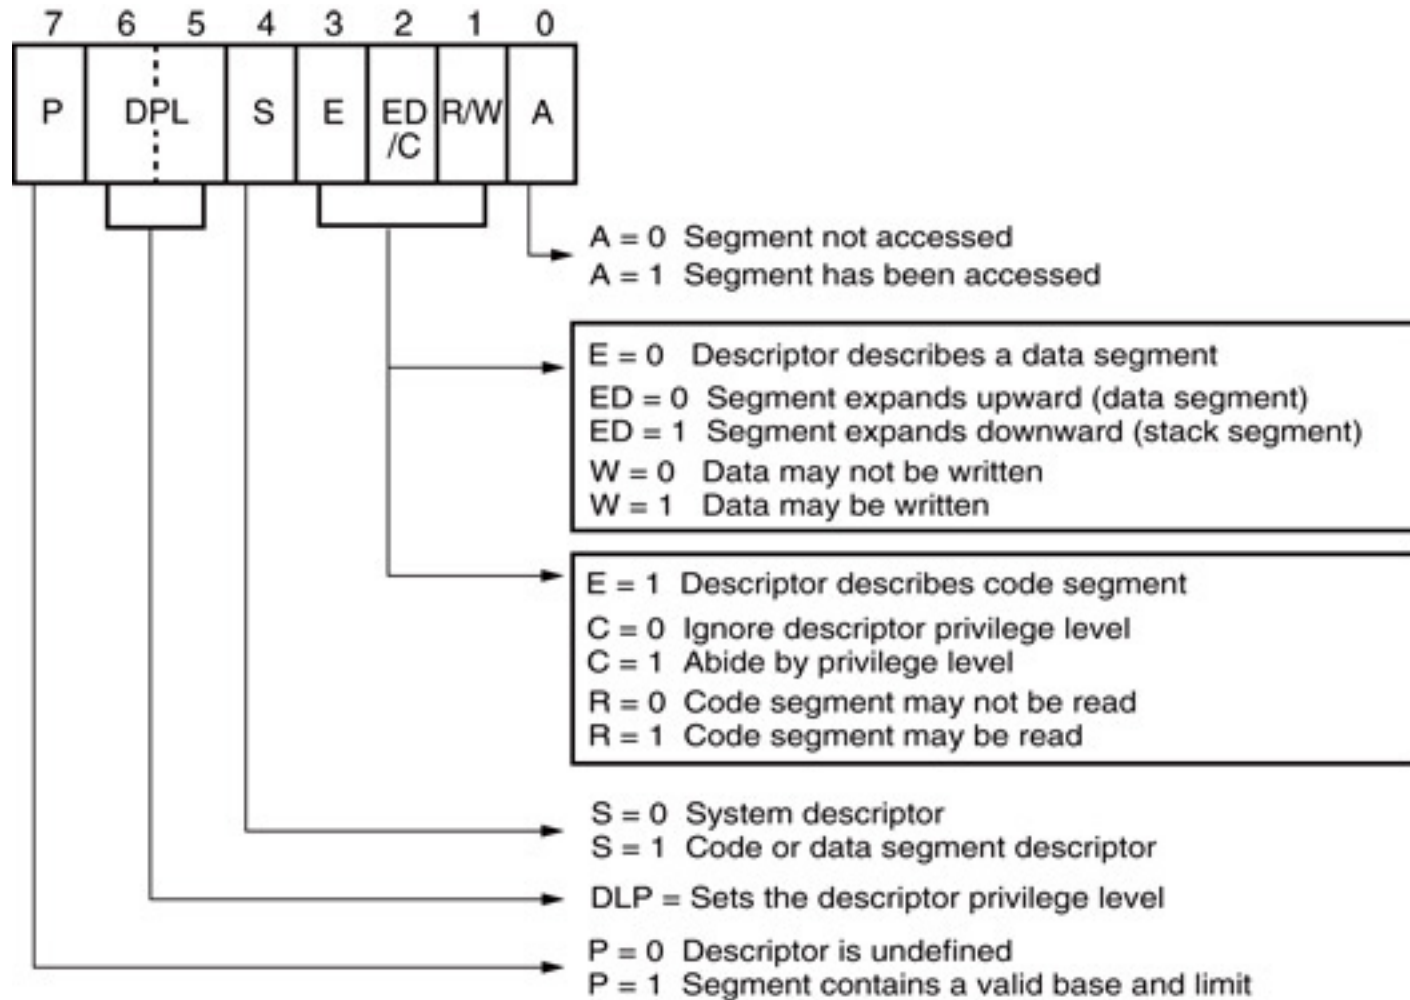 7 6 5 4 3 2 1 0
P DPL S E ED /C R/W A
A = 0 Segment not accessed
A = 1 Segment has been accessed
E = 0 Descriptor describes a data segment
ED = 0 Segment expands upward (data segment)
ED = 1 Segment expands downward (stack segment)
W = 0 Data may not be written
W = 1 Data may be written
E = 1 Descriptor describes code segment
C = 0 Ignore descriptor privilege level
C = 1 Abide by privilege level
R = 0 Code segment may not be read
R = 1 Code segment may be read
S = 0 System descriptor
S = 1 Code or data segment descriptor
DLP = Sets the descriptor privilege level
P = 0 Descriptor is undefined
P = 1 Segment contains a valid base and limit